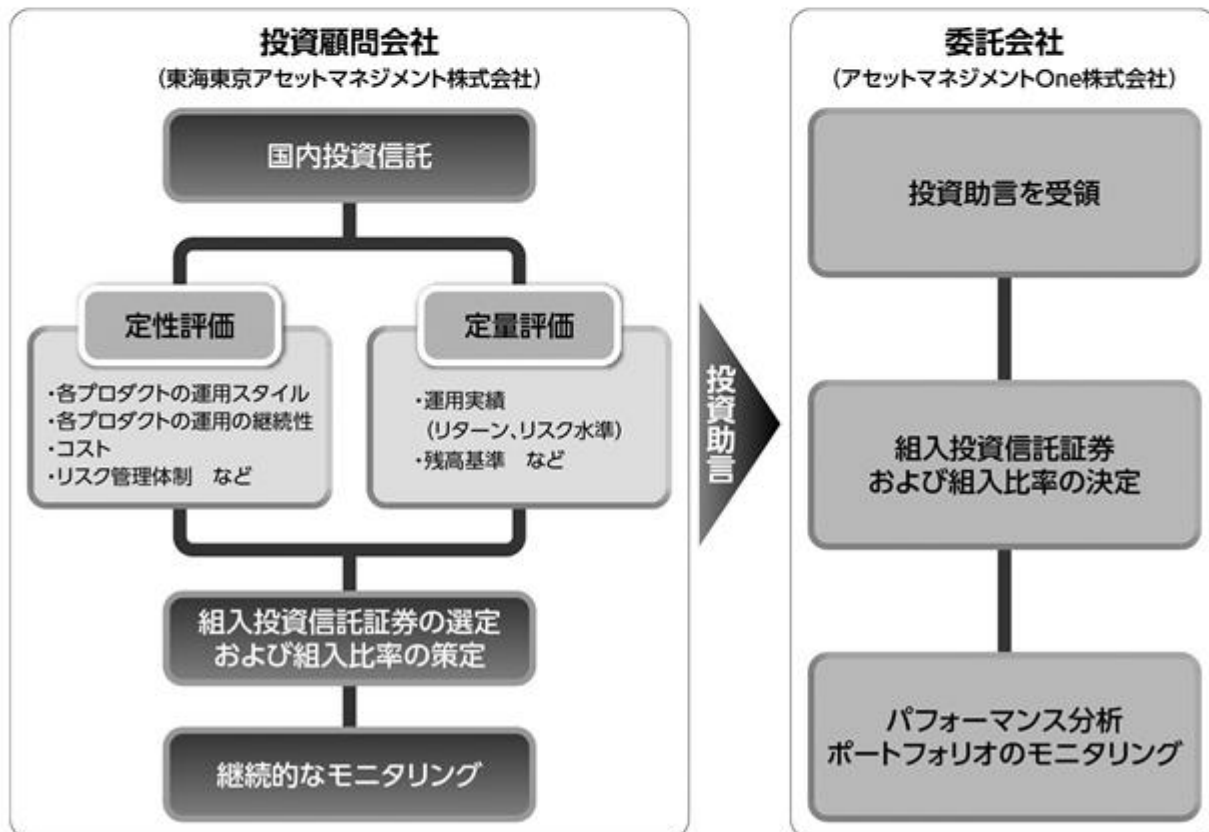 投資顧問会社
(東海東京アセットマネジメント株式会社)
国内投資信託
定性評価
・各プロダクトの運用スタイル
・各プロダクトの運用の継続性
・コスト
・リスク管理体制　など
定量評価
・運用実績
(リターン、リスク水準)
・残高基準　など
組入投資信託証券の選定
および組入比率の策定
継続的なモニタリング
投資助言
委託会社
(アセットマネジメントOne株式会社)
投資助言を受領
組入投資信託証券
および組入比率の決定
パフォーマンス分析
ポートフォリオのモニタリング